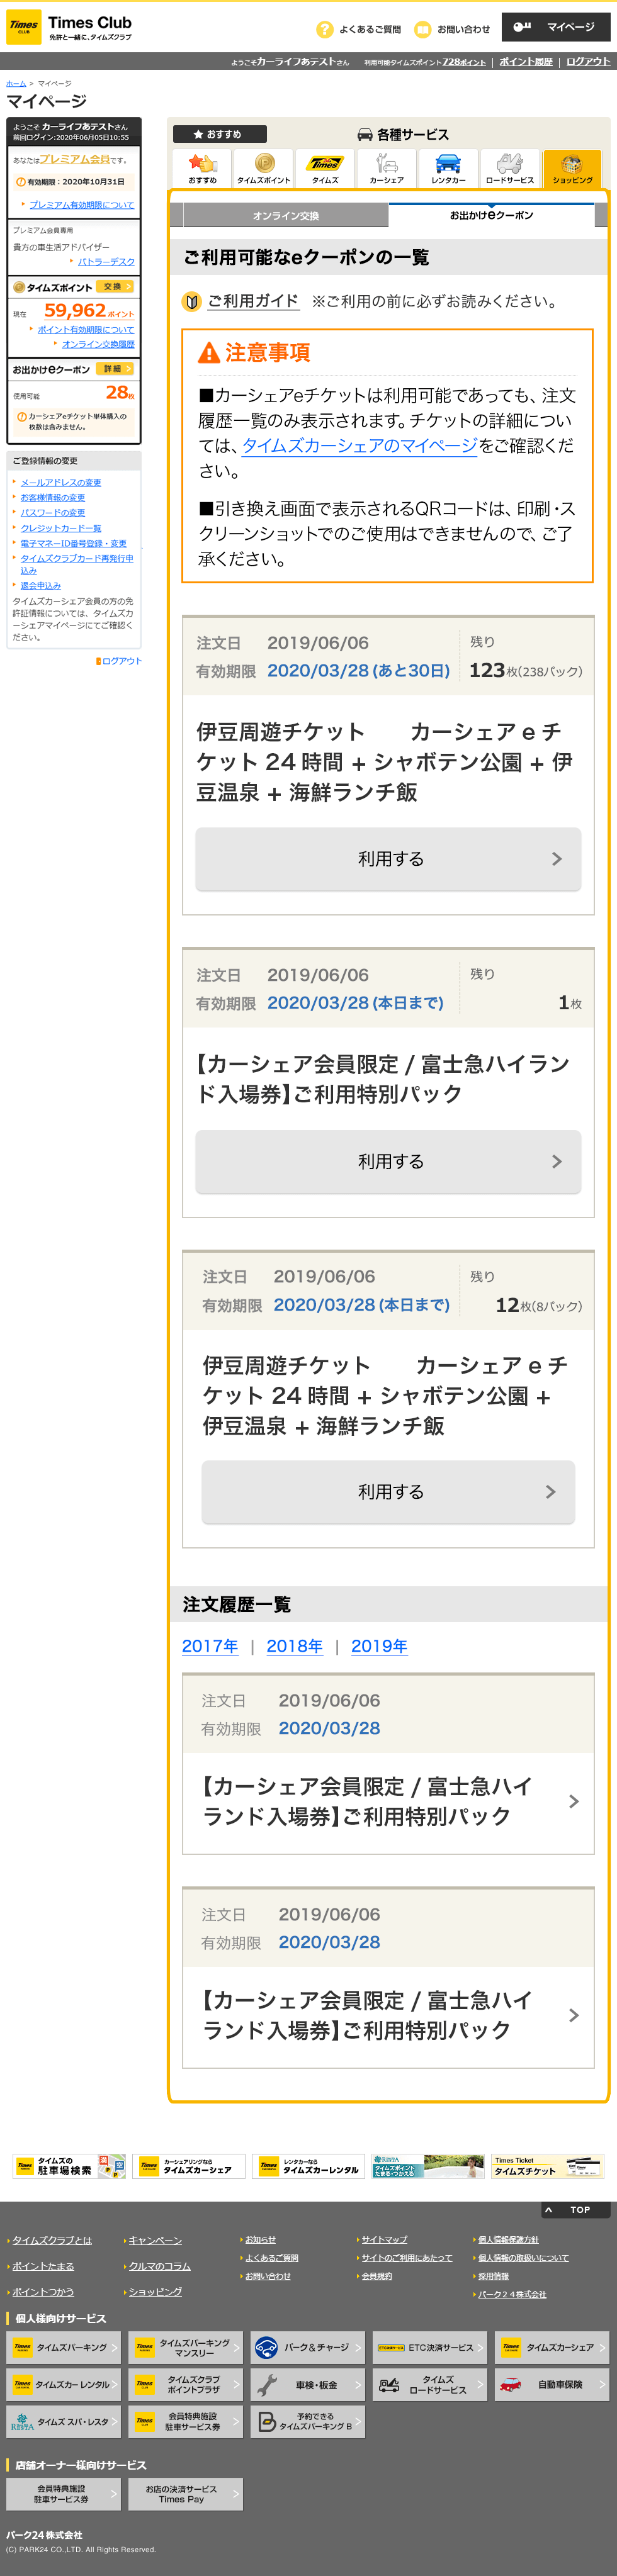 Times CLUB
Times Club
免許と一緒に、タイムズクラブ
よくあるご質問
お問い合わせ
マイページ
ようこそカーライフあテストさん 利用可能タイムズポイント728ポイント | ポイント履歴 | ログアウト
ホーム > マイページ
マイページ
ようこそ カーライフあテストさん
前回ログイン:2020年06月05日10:55
あなたはプレミアム会員です。
有効期限：2020年10月31日
プレミアム有効期限について
プレミアム会員専用
貴方の車生活アドバイザー
バトラーデスク
タイムズポイント 交換
現在 59,962ポイント
ポイント有効期限について
オンライン交換履歴
お出かけeクーポン 詳細
使用可能 28枚
カーシェアeチケット単体購入の
枚数は含みません。
ご登録情報の変更
メールアドレスの変更
お客様情報の変更
パスワードの変更
クレジットカード一覧
電子マネーID番号登録・変更
タイムズクラブカード再発行申
込み
退会申込み
タイムズカーシェア会員の方の免
許証情報については、タイムズカ
ーシェアマイページにてご確認く
ださい。
ログアウト
おすすめ
各種サービス
おすすめ
タイムズポイント
タイムズ
カーシェア
レンタカー
ロードサービス
ショッピング
オンライン交換
お出かけeクーポン
ご利用可能なeクーポンの一覧
ご利用ガイド ※ご利用の前に必ずお読みください。
注意事項
■カーシェアeチケットは利用可能であっても、注文
履歴一覧のみ表示されます。チケットの詳細につい
ては、タイムズカーシェアのマイページをご確認くだ
さい。
■引き換え画面で表示されるQRコードは、印刷・ス
クリーンショットでのご使用はできませんので、ご了
承ください。
注文日 2019/06/06
有効期限 2020/03/28 (あと30日)
残り
123枚(238パック)
伊豆周遊チケット　　カーシェア e チ
ケット 24 時間 + シャボテン公園 + 伊
豆温泉 + 海鮮ランチ飯
利用する
注文日 2019/06/06
有効期限 2020/03/28 (本日まで)
残り
1枚
【カーシェア会員限定 / 富士急ハイラン
ド入場券】ご利用特別パック
利用する
注文日 2019/06/06
有効期限 2020/03/28 (本日まで)
残り
12枚(8パック)
伊豆周遊チケット　　カーシェア e チ
ケット 24 時間 + シャボテン公園 +
伊豆温泉 + 海鮮ランチ飯
利用する
注文履歴一覧
2017年 | 2018年 | 2019年
注文日 2019/06/06
有効期限 2020/03/28
【カーシェア会員限定 / 富士急ハイ
ランド入場券】ご利用特別パック
注文日 2019/06/06
有効期限 2020/03/28
【カーシェア会員限定 / 富士急ハイ
ランド入場券】ご利用特別パック
タイムズの
駐車場検索
カーシェアリングなら
タイムズカーシェア
レンタカーなら
タイムズカーレンタル
タイムズポイント
たまる・つかえる
Times Ticket
タイムズチケット
TOP
タイムズクラブとは
ポイントたまる
ポイントつかう
キャンペーン
クルマのコラム
ショッピング
お知らせ
よくあるご質問
お問い合わせ
サイトマップ
サイトのご利用にあたって
会員規約
個人情報保護方針
個人情報の取扱いについて
採用情報
パーク２４株式会社
個人様向けサービス
タイムズパーキング
タイムズパーキング
マンスリー
パーク＆チャージ
ETC決済サービス
タイムズカーシェア
タイムズカー レンタル
タイムズクラブ
ポイントプラザ
車検・板金
タイムズ
ロードサービス
自動車保険
タイムズ スパ・レスタ
会員特典施設
駐車サービス券
予約できる
タイムズパーキング B
店舗オーナー様向けサービス
会員特典施設
駐車サービス券
お店の決済サービス
Times Pay
パーク24株式会社
(C) PARK24 CO.,LTD. All Rights Reserved.